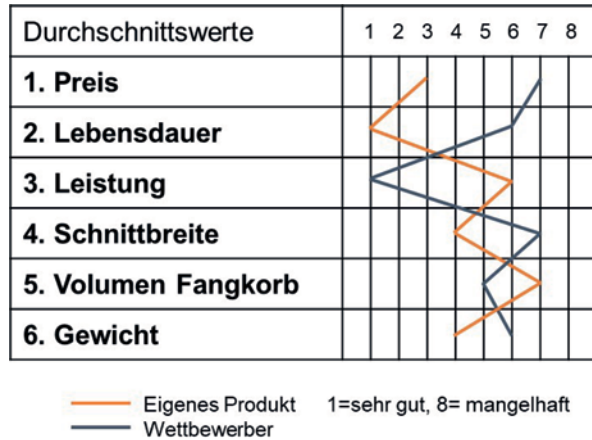 Durchschnittswerte 1 2 3 4 5 6 7 8
1. Preis
2. Lebensdauer
3. Leistung
4. Schnittbreite
5. Volumen Fangkorb
6. Gewicht
Eigenes Produkt 1=sehr gut, 8= mangelhaft
Wettbewerber